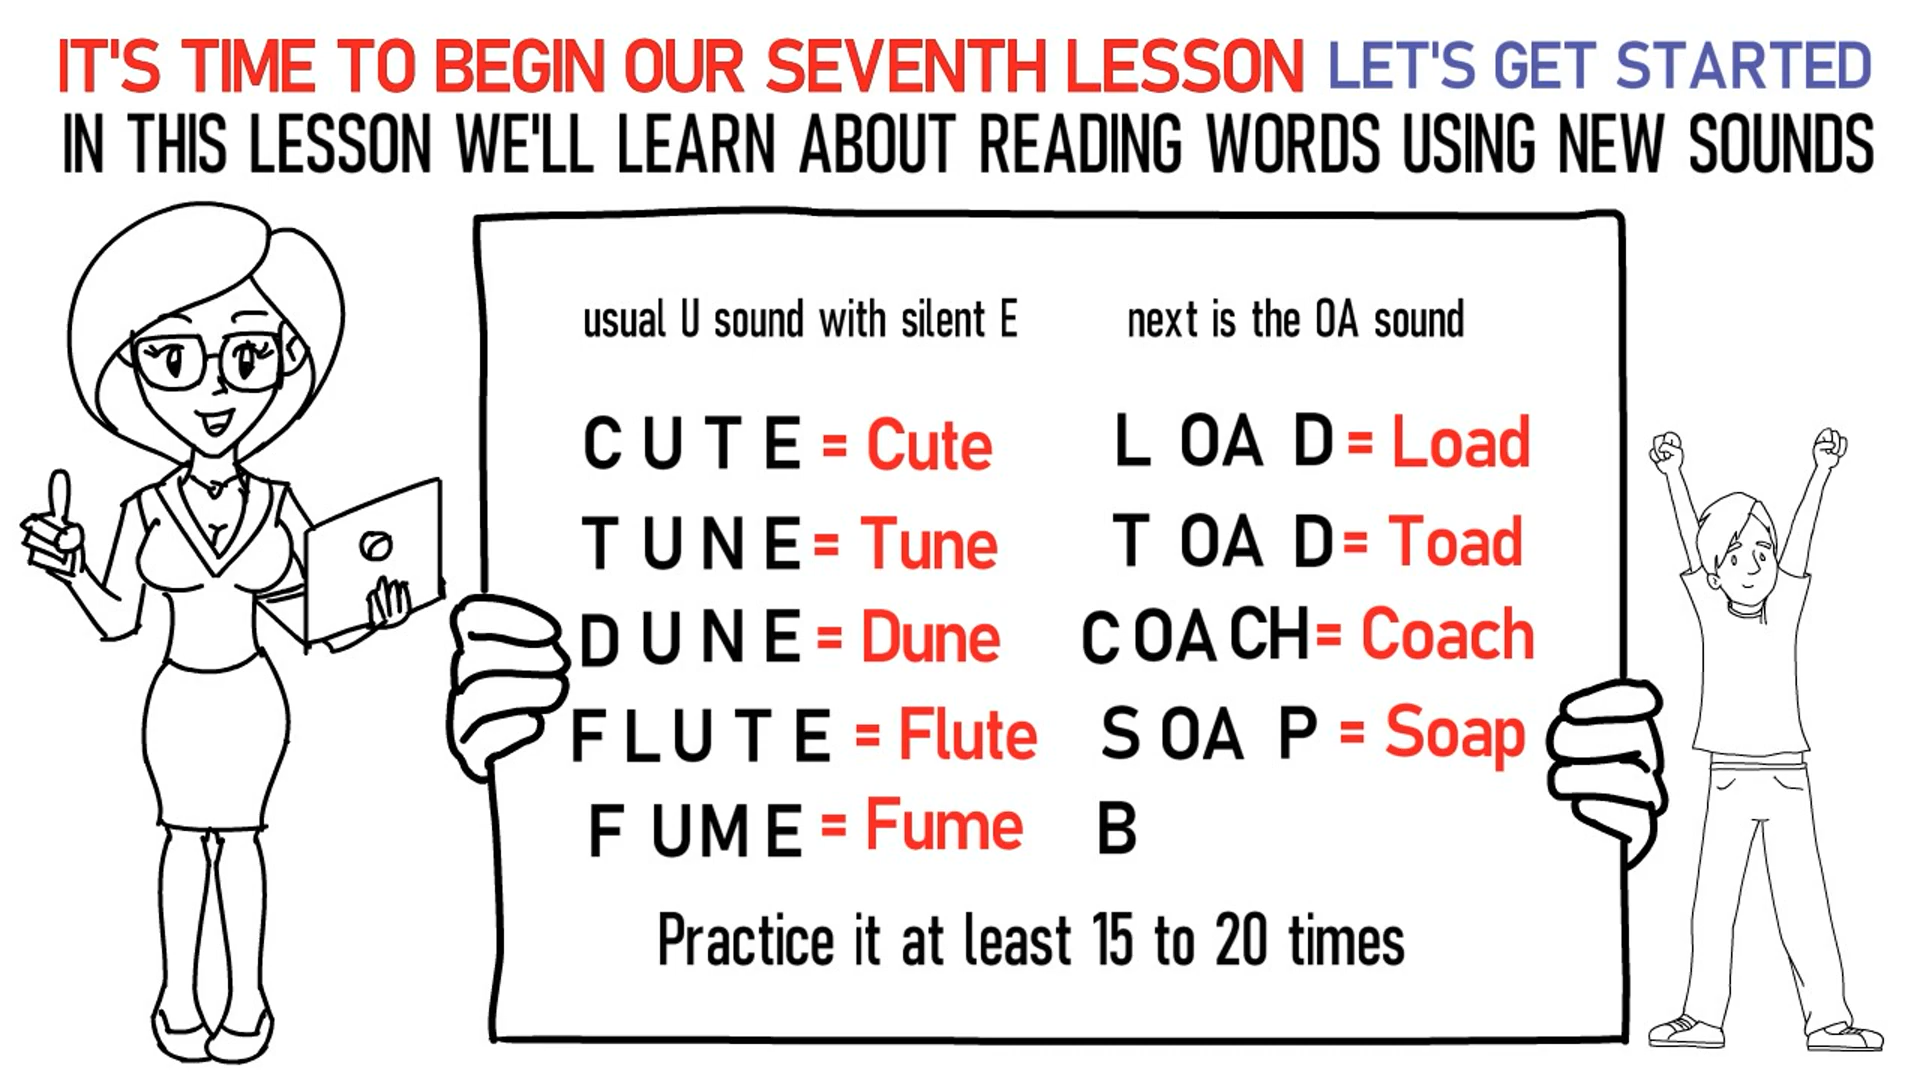 IT'S TIME TO BEGIN OUR SEVENTH LESSON LET'S GET STARTED
IN THIS LESSON WE'LL LEARN ABOUT READING WORDS USING NEW SOUNDS
usual U sound with silent E
C U T E = Cute
T U N E = Tune
D U N E = Dune
F L U T E = Flute
F U M E = Fume
next is the OA sound
L OA D = Load
T OA D = Toad
C OA CH = Coach
S OA P = Soap
B
Practice it at least 15 to 20 times